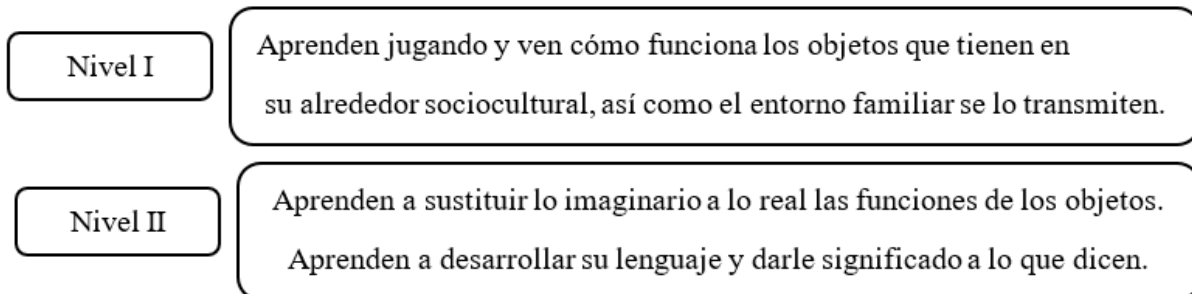 Nivel I
Aprenden jugando y ven cómo funciona los objetos que tienen en
su alrededor sociocultural, así como el entorno familiar se lo transmiten.
Nivel II
Aprenden a sustituir lo imaginario a lo real las funciones de los objetos.
Aprenden a desarrollar su lenguaje y darle significado a lo que dicen.